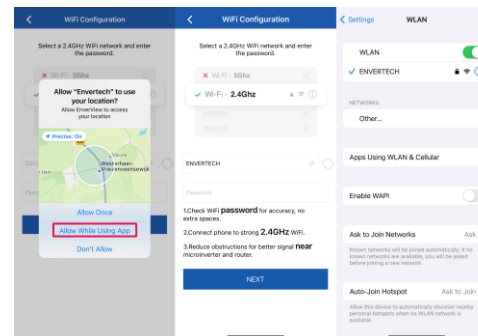 WiFi Configuration
Select a 2.4GHz WiFi network and enter
the password.
Wi-Fi - 5Ghz
Allow “Envertech” to use
your location?
Allow EnverView to access
your location
Precise: On
Allow Once
Allow While Using App
Don't Allow
WiFi Configuration
Select a 2.4GHz WiFi network and enter
the password.
Wi-Fi - 5Ghz
Wi-Fi - 2.4Ghz
ENVERTECH
Password
1.Check WiFi password for accuracy, no
extra spaces.
2.Connect phone to strong 2.4GHz WiFi.
3.Reduce obstructions for better signal near
microinverter and router.
NEXT
Settings
WLAN
WLAN
ENVERTECH
NETWORKS
Other...
Apps Using WLAN & Cellular
Enable WAPI
Ask to Join Networks Ask
Known networks will be joined automatically. If no
known networks are available, you will be asked
before joining a new network.
Auto-Join Hotspot Ask to Join
Allow this device to automatically discover nearby
personal hotspots when no WLAN network is
available.